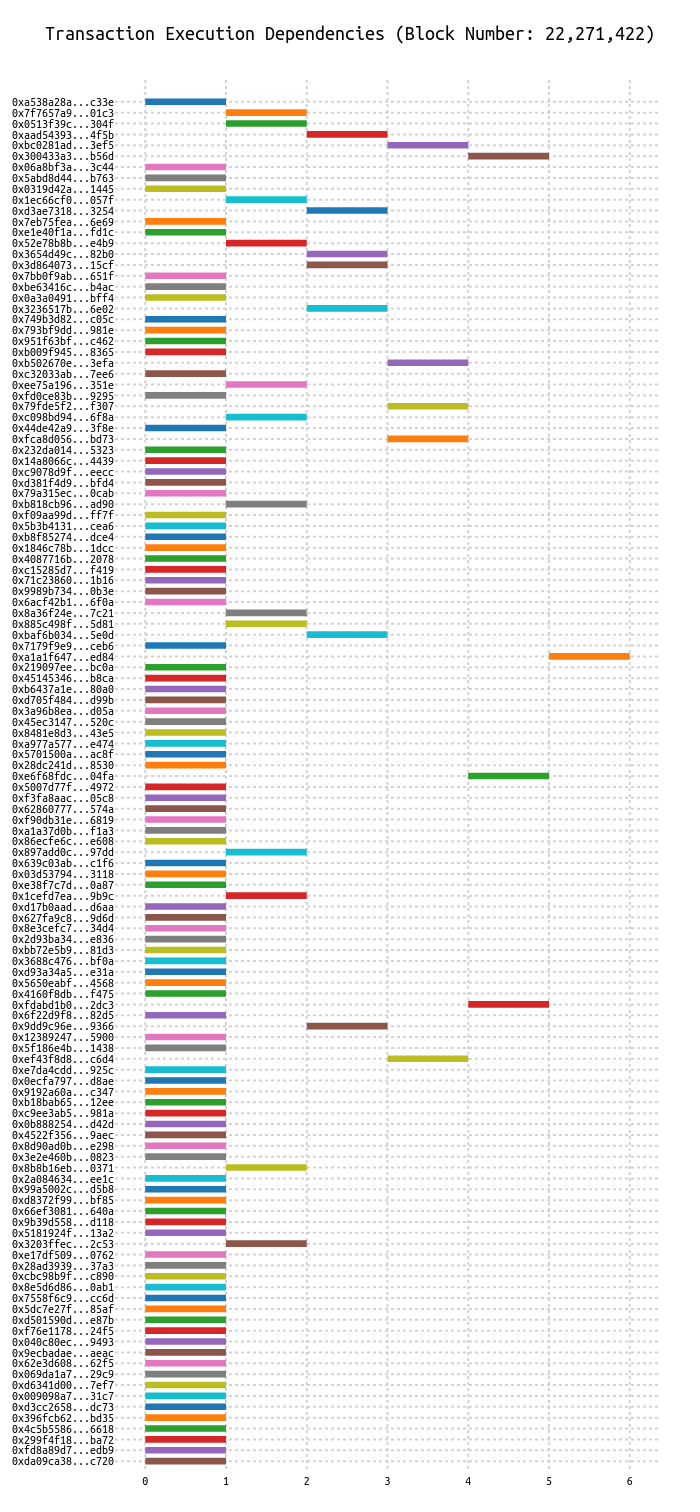 Transaction Execution Dependencies (Block Number: 22,271,422)
0xa538a28a...c33e
0x7f7657a9...01c3
0x0513f39c...304f
0xaad54393...4f5b
0xbc0281ad...3ef5
0x300433a3...b56d
0x06a8bf3a...3c44
0x5abd8d44...b763
0x0319d42a...1445
0x1ec66cf0...057f
0xd3ae7318...3254
0x7eb75fea...6e69
0xe1e40f1a...fd1c
0x52e78b8b...e4b9
0x3654d49c...82b0
0x3d864073...15cf
0x7bb0f9ab...651f
0xbe63416c...b4ac
0x0a3a0491...bff4
0x3236517b...6e02
0x749b3d82...c05c
0x793bf9dd...981e
0x951f63bf...c462
0xb009f945...8365
0xb502670e...3efa
0xc32033ab...7ee6
0xee75a196...351e
0xfd0ce83b...9295
0x79fde5f2...f307
0xc098bd94...6f8a
0x44de42a9...3f8e
0xfca8d056...bd73
0x232da014...5323
0x14a8066c...4439
0xc9078d9f...eecc
0xd381f4d9...bfd4
0x79a315ec...0cab
0xb818cb96...ad90
0xf09aa99d...ff7f
0x5b3b4131...cea6
0xb8f85274...dce4
0x1846c78b...1dcc
0x4087716b...2078
0xc15285d7...f419
0x71c23860...1b16
0x9989b734...0b3e
0x6acf42b1...6f0a
0x8a36f24e...7c21
0x885c498f...5d81
0xbaf6b034...5e0d
0x7179f9e9...ceb6
0xa1a1f647...ed84
0x219097ee...bc0a
0x45145346...b8ca
0xb6437a1e...80a0
0xd705f484...d99b
0x3a96b8ea...d05a
0x45ec3147...520c
0x8481e8d3...43e5
0xa977a577...e474
0x5701500a...ac8f
0x28dc241d...8530
0xe6f68fdc...04fa
0x5007d77f...4972
0xf3fa8aac...05c8
0x62860777...574a
0xf90db31e...6819
0xa1a37d0b...f1a3
0x86ecfe6c...e608
0x897add0c...97dd
0x639c03ab...c1f6
0x03d53794...3118
0xe38f7c7d...0a87
0x1cefd7ea...9b9c
0xd17b0aad...d6aa
0x627fa9c8...9d6d
0x8e3cefc7...34d4
0x2d93ba34...e836
0xbb72e5b9...81d3
0x3688c476...bf0a
0xd93a34a5...e31a
0x5650eabf...4568
0x4160f8db...f475
0xfdabd1b0...2dc3
0x6f22d9f8...82d5
0x9dd9c96e...9366
0x12389247...5900
0x5f186e4b...1438
0xef43f8d8...c6d4
0xe7da4cdd...925c
0x0ecfa797...d8ae
0x9192a60a...c347
0xb18bab65...12ee
0xc9ee3ab5...981a
0x0b888254...d42d
0x4522f356...9aec
0x8d90ad0b...e298
0x3e2e460b...0823
0x8b8b16eb...0371
0x2a084634...ee1c
0x99a5002c...d5b8
0xd8372f99...bf85
0x66ef3081...640a
0x9b39d558...d118
0x5181924f...13a2
0x3203ffec...2c53
0xe17df509...0762
0x28ad3939...37a3
0xcbc98b9f...c890
0x8e5d6d86...0ab1
0x7558f6c9...cc6d
0x5dc7e27f...85af
0xd501590d...e87b
0xf76e1178...24f5
0x040c80ec...9493
0x9ecbadae...aeac
0x62e3d608...62f5
0x069da1a7...29c9
0xd6341d00...7ef7
0x009098a7...31c7
0xd3cc2658...dc73
0x396fcb62...bd35
0x4c5b5586...6618
0x299f4f18...ba72
0xfd8a89d7...edb9
0xda09ca38...c720
0 1 2 3 4 5 6